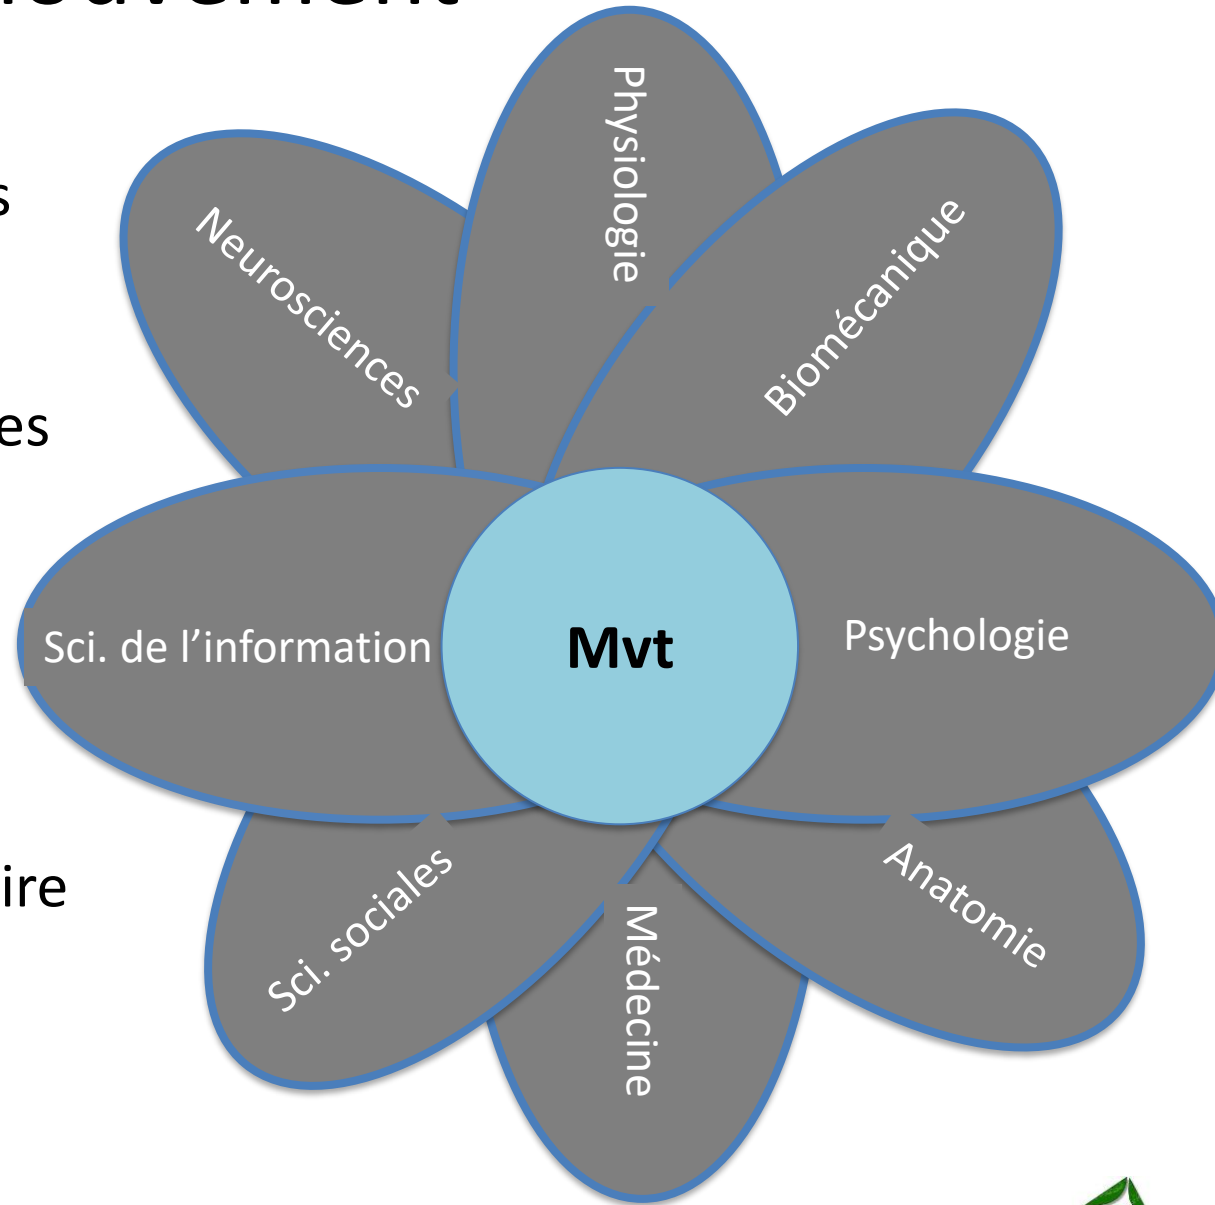 Physiologie
Neurosciences
Biomécanique
Sci. de l’information
Mvt
Psychologie
Sci. sociales
Médecine
Anatomie